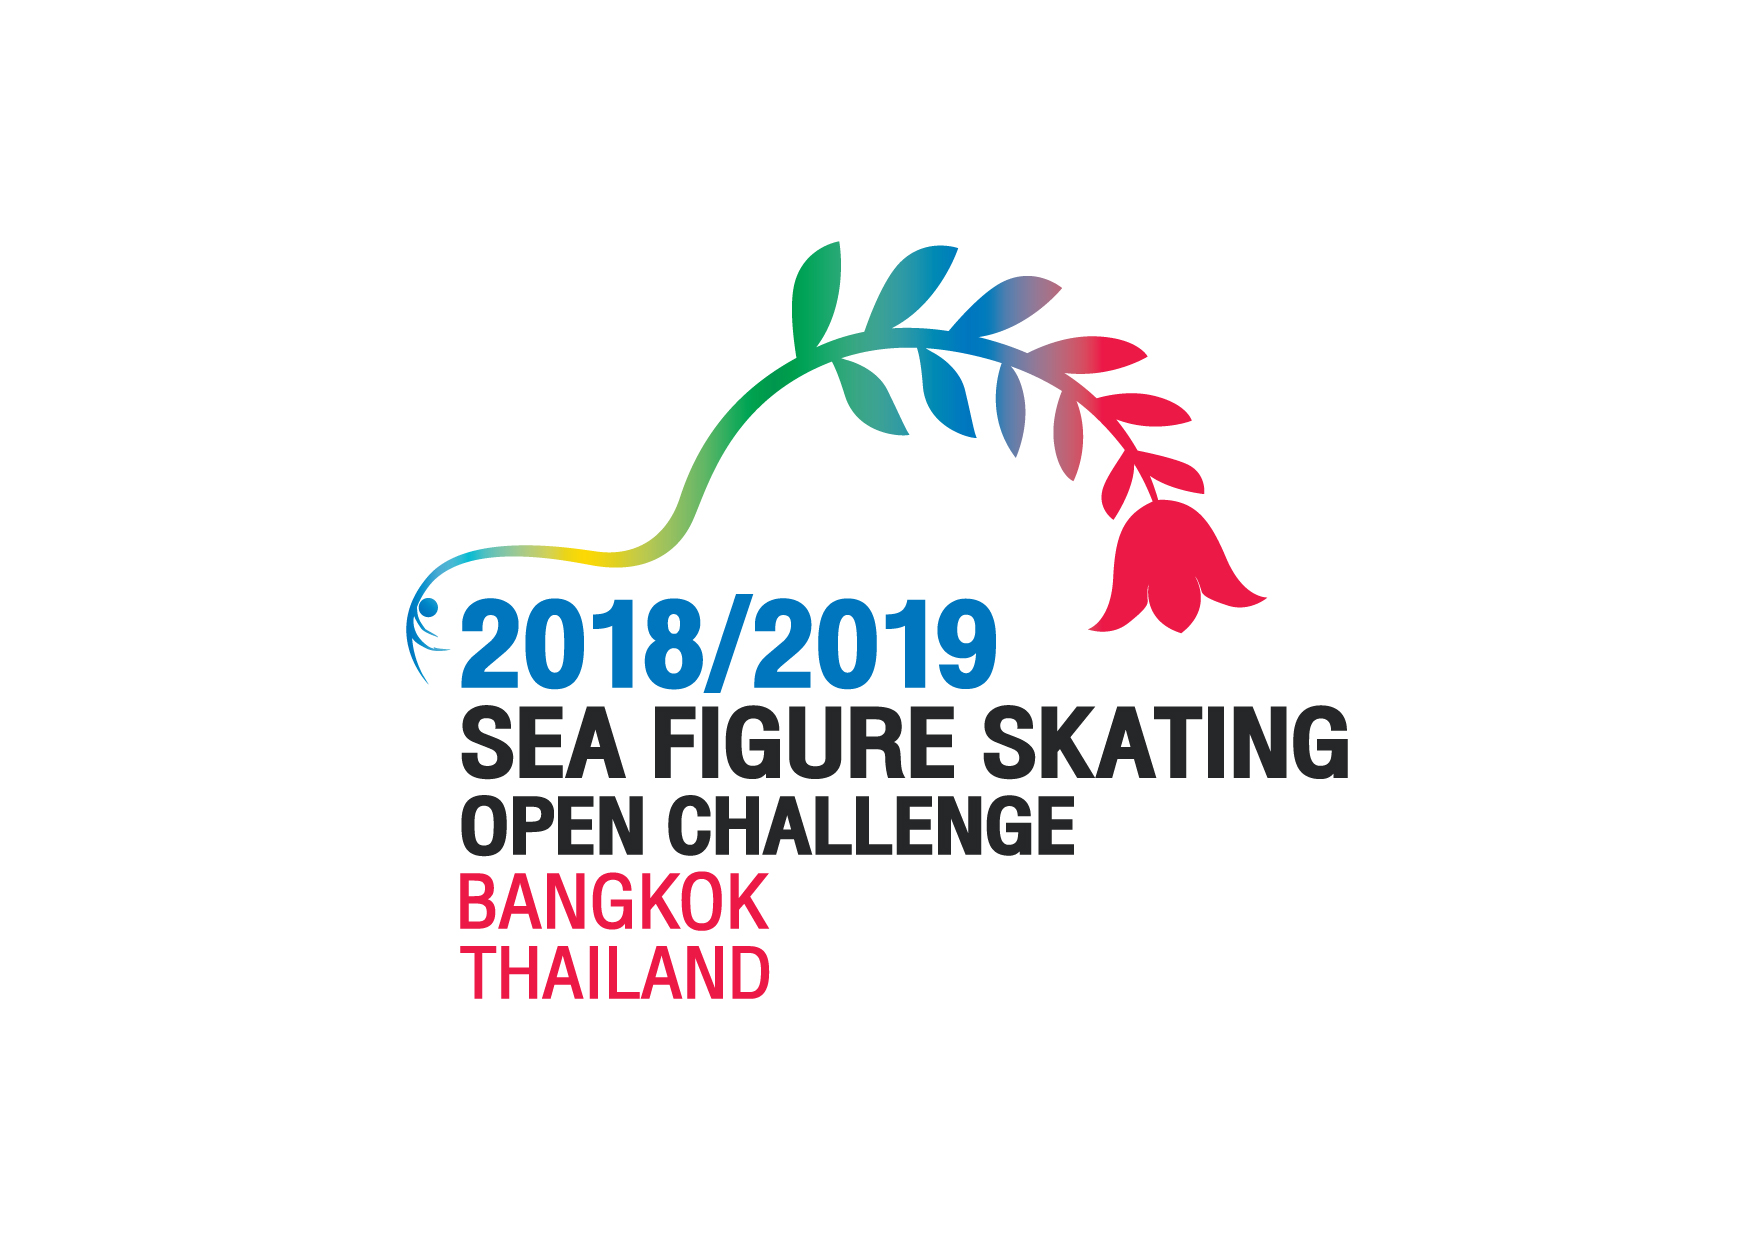 2018/2019
SEA FIGURE SKATING
OPEN CHALLENGE
BANGKOK
THAILAND